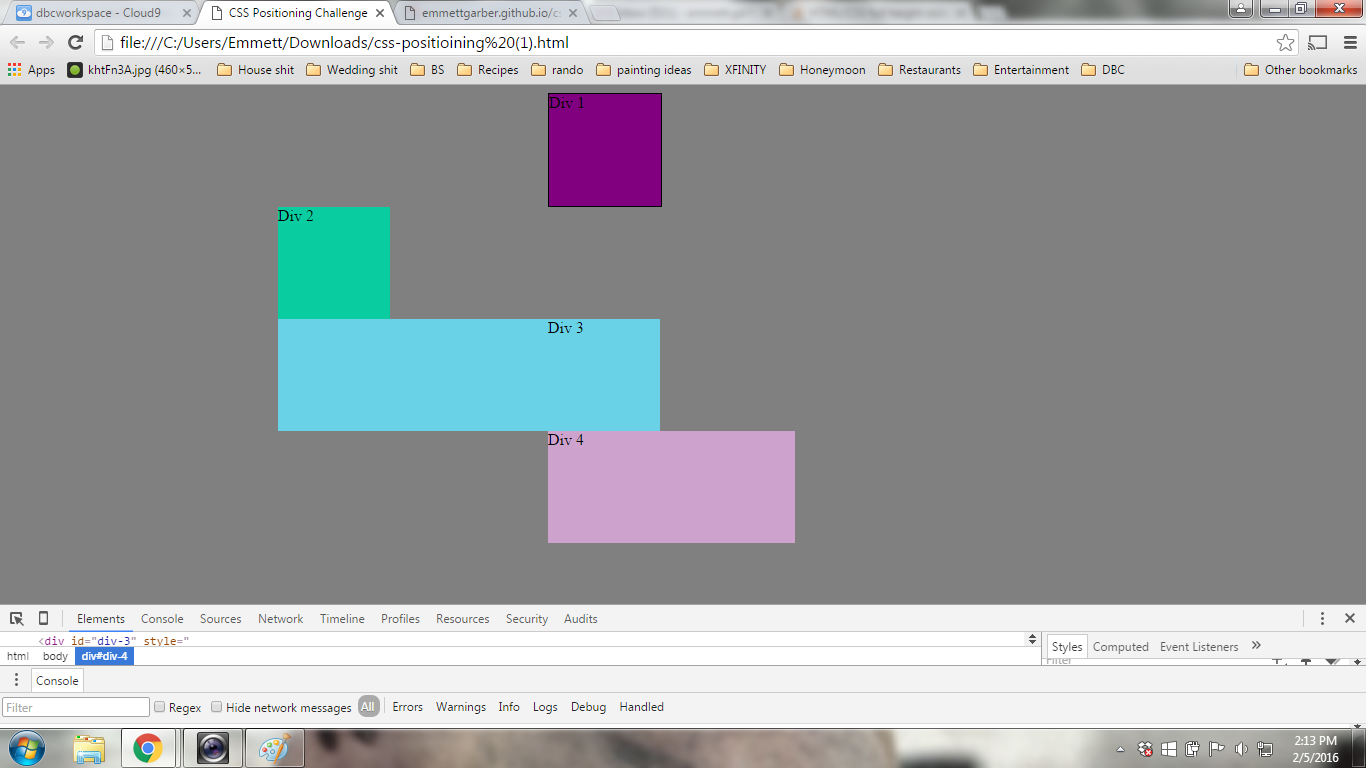 dbcworkspace - Cloud9
CSS Positioning Challenge
emmettgarber.github.io/c
file:///C:/Users/Emmett/Downloads/css-positioining%20(1).html
Apps
khtFn3A.jpg (460×5...
House shit
Wedding shit
BS
Recipes
rando
painting ideas
XFINITY
Honeymoon
Restaurants
Entertainment
DBC
Other bookmarks
Div 1
Div 2
Div 3
Div 4
Elements
Console
Sources
Network
Timeline
Profiles
Resources
Security
Audits
<div id="div-3" style="
Styles
Computed
Event Listeners
»
html
body
div#div-4
Filter
Console
Filter
Regex
Hide network messages
All
Errors
Warnings
Info
Logs
Debug
Handled
2:13 PM
2/5/2016